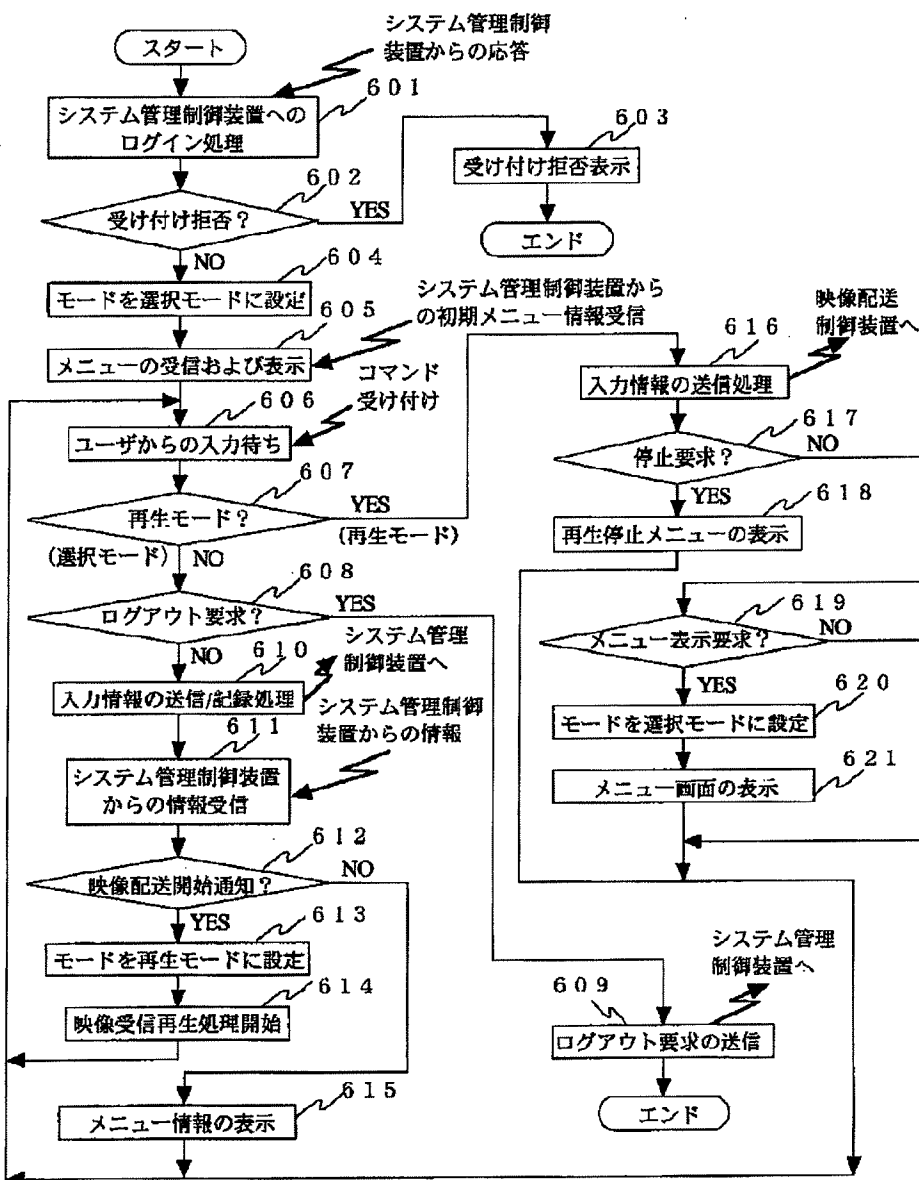 スタート
システム管理制御
装置からの応答
601
システム管理制御装置への
ログイン処理
602
受け付け拒否？
YES
NO
603
受け付け拒否表示
エンド
604
モードを選択モードに設定
605
システム管理制御装置から
の初期メニュー情報受信
メニューの受信および表示
606
コマンド
受け付け
ユーザからの入力待ち
607
再生モード？
YES
(再生モード)
(選択モード)
NO
608
ログアウト要求？
YES
NO
610
システム管理
制御装置へ
入力情報の送信/記録処理
611
システム管理制御
装置からの情報
システム管理制御装置
からの情報受信
612
映像配送開始通知？
NO
YES
613
モードを再生モードに設定
614
映像受信再生処理開始
615
メニュー情報の表示
616
映像配送
制御装置へ
入力情報の送信処理
617
停止要求？
NO
YES
618
再生停止メニューの表示
619
メニュー表示要求？
NO
YES
620
モードを選択モードに設定
621
メニュー画面の表示
システム管理
制御装置へ
609
ログアウト要求の送信
エンド